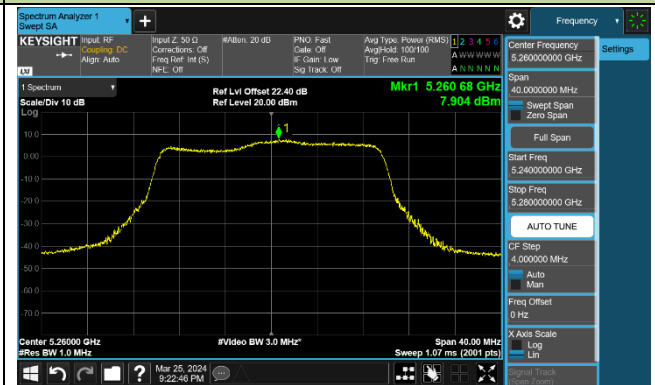 Spectrum Analyzer 1
Swept SA
+
Frequency
KEYSIGHT
Input: RF
Coupling: DC
Align: Auto
Input Z: 50 Ω
Corrections: Off
Freq Ref: Int (S)
NFE: Off
#Atten: 20 dB
PNO: Fast
Gate: Off
IF Gain: Low
Sig Track: Off
Avg Type: Power (RMS)
Avg|Hold: 100/100
Trig: Free Run
1 2 3 4 5 6
A W W W W W
A N N N N N
LXI
1 Spectrum
Scale/Div 10 dB
Log
Ref Lvl Offset 22.40 dB
Ref Level 20.00 dBm
Mkr1 5.260 68 GHz
7.904 dBm
1
10.0
0.00
-10.0
-20.0
-30.0
-40.0
-50.0
-60.0
-70.0
Center 5.26000 GHz
#Res BW 1.0 MHz
#Video BW 3.0 MHz*
Span 40.00 MHz
Sweep 1.07 ms (2001 pts)
?
Mar 25, 2024
9:22:46 PM
Center Frequency
5.260000000 GHz
Span
40.0000000 MHz
Swept Span
Zero Span
Full Span
Start Freq
5.240000000 GHz
Stop Freq
5.280000000 GHz
AUTO TUNE
CF Step
4.000000 MHz
Auto
Man
Freq Offset
0 Hz
X Axis Scale
Log
Lin
Signal Track
(Span Zoom)
Settings